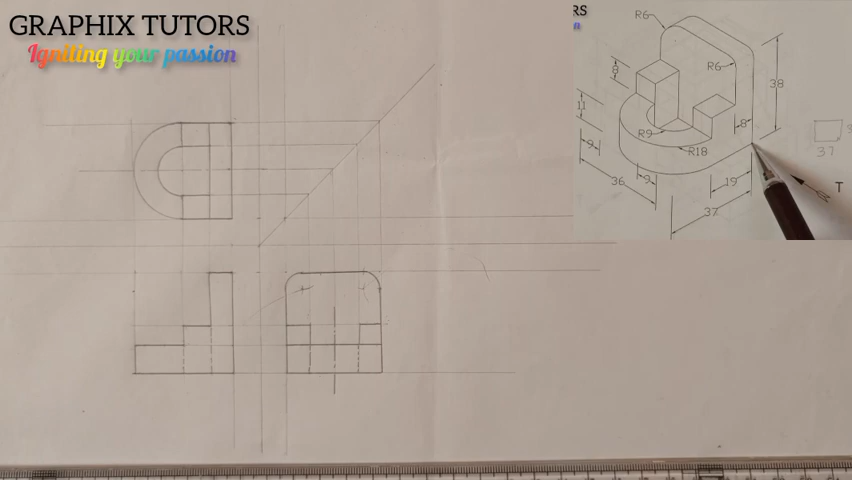 GRAPHIX TUTORS
Igniting your passion
RS
R6
R6
8
38
11
8
R9
9
R18
36
9
19
37
T
37